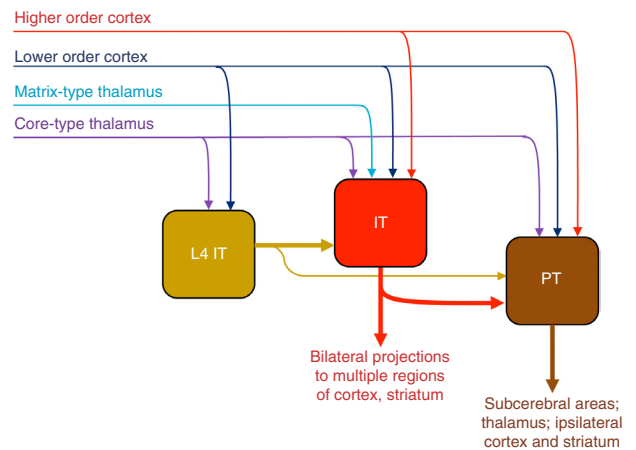 Higher order cortex
Lower order cortex
Matrix-type thalamus
Core-type thalamus
L4 IT
IT
PT
Bilateral projections
to multiple regions
of cortex, striatum
Subcerebral areas;
thalamus; ipsilateral
cortex and striatum